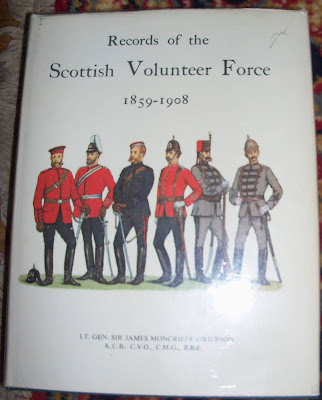 Records of the
Scottish Volunteer Force
1859-1908
LT. GEN. SIR JAMES MONCRIEFF GRIERSON
K.C.B., C.V.O., C.M.G.,